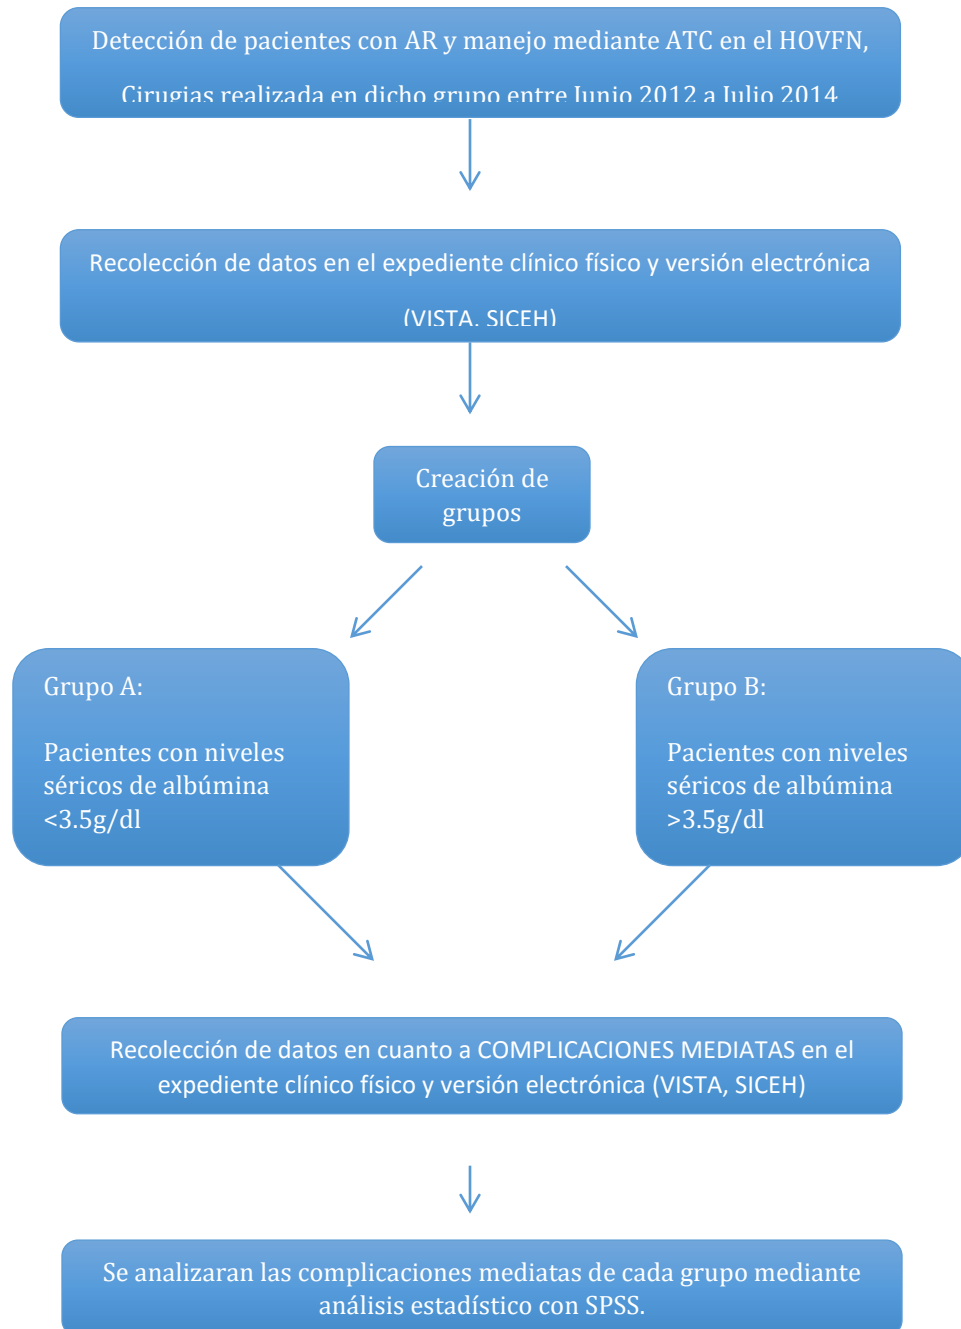 Detección de pacientes con AR y manejo mediante ATC en el HOVFN,
Cirugias realizada en dicho grupo entre Junio 2012 a Julio 2014
Recolección de datos en el expediente clínico físico y versión electrónica
(VISTA, SICEH)
Creación de
grupos
Grupo A:
Pacientes con niveles
séricos de albúmina
<3.5g/dl
Grupo B:
Pacientes con niveles
séricos de albúmina
>3.5g/dl
Recolección de datos en cuanto a COMPLICACIONES MEDIATAS en el
expediente clínico físico y versión electrónica (VISTA, SICEH)
Se analizaran las complicaciones mediatas de cada grupo mediante
análisis estadístico con SPSS.